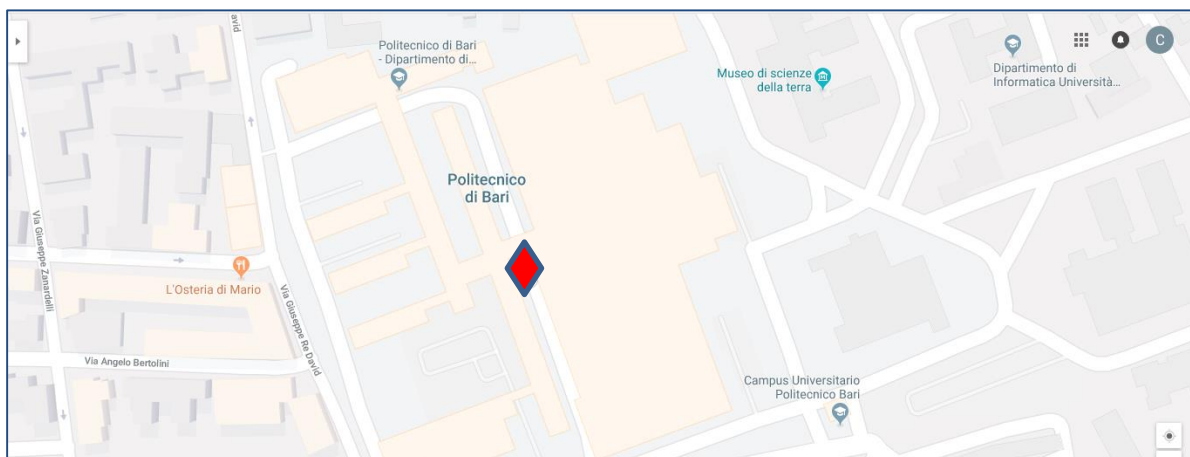 avid
Politecnico di Bari
- Dipartimento di...
Museo di scienze
della terra
C
Dipartimento di
Informatica Università...
Politecnico
di Bari
Via Giuseppe Zanardelli
L'Osteria di Mario
Via Giuseppe Re David
Via Angelo Bertolini
Campus Universitario
Politecnico Bari